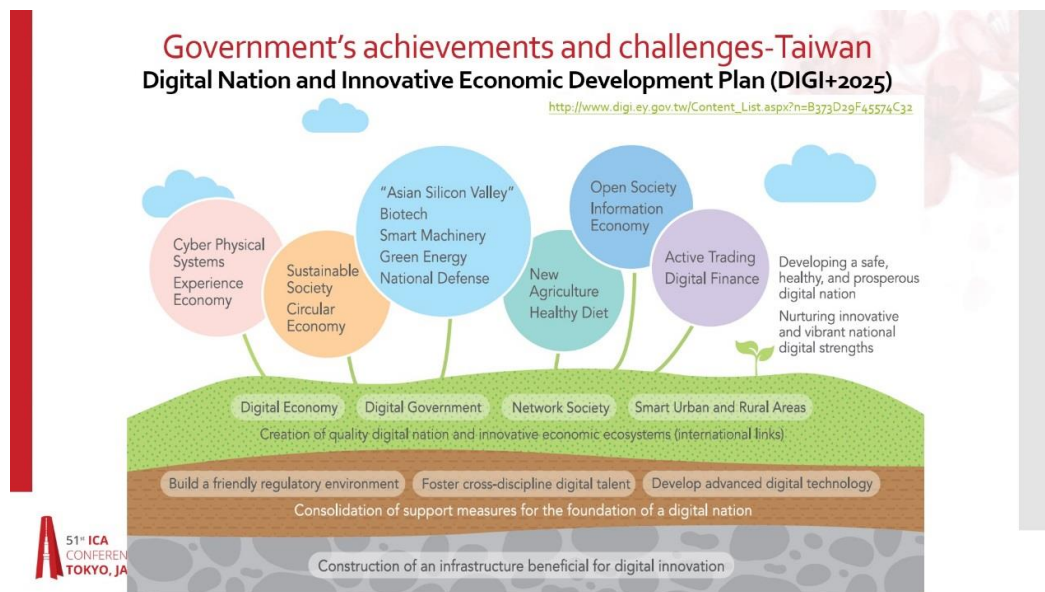 Government's achievements and challenges-Taiwan
Digital Nation and Innovative Economic Development Plan (DIGI+2025)
http://www.digi.ey.gov.tw/Content_List.aspx?n=B373D29F45574C32
Cyber Physical
Systems
Experience
Economy
Sustainable
Society
Circular
Economy
"Asian Silicon Valley"
Biotech
Smart Machinery
Green Energy
National Defense
New
Agriculture
Healthy Diet
Open Society
Information
Economy
Active Trading
Digital Finance
Developing a safe,
healthy, and prosperous
digital nation
Nurturing innovative
and vibrant national
digital strengths
Digital Economy
Digital Government
Network Society
Smart Urban and Rural Areas
Creation of quality digital nation and innovative economic ecosystems (international links)
Build a friendly regulatory environment
Foster cross-discipline digital talent
Develop advanced digital technology
Consolidation of support measures for the foundation of a digital nation
Construction of an infrastructure beneficial for digital innovation
51st ICA
CONFEREN
TOKYO, JA